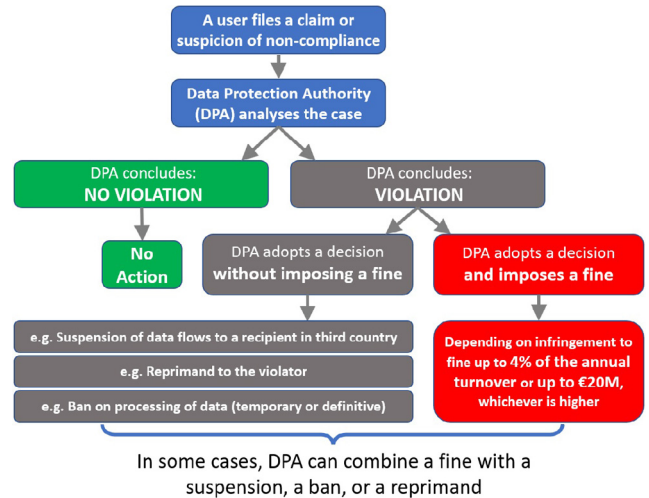 A user files a claim or
suspicion of non-compliance
Data Protection Authority
(DPA) analyses the case
DPA concludes:
NO VIOLATION
DPA concludes:
VIOLATION
No
Action
DPA adopts a decision
without imposing a fine
DPA adopts a decision
and imposes a fine
e.g. Suspension of data flows to a recipient in third country
e.g. Reprimand to the violator
e.g. Ban on processing of data (temporary or definitive)
Depending on infringement to
fine up to 4% of the annual
turnover or up to €20M,
whichever is higher
In some cases, DPA can combine a fine with a
suspension, a ban, or a reprimand